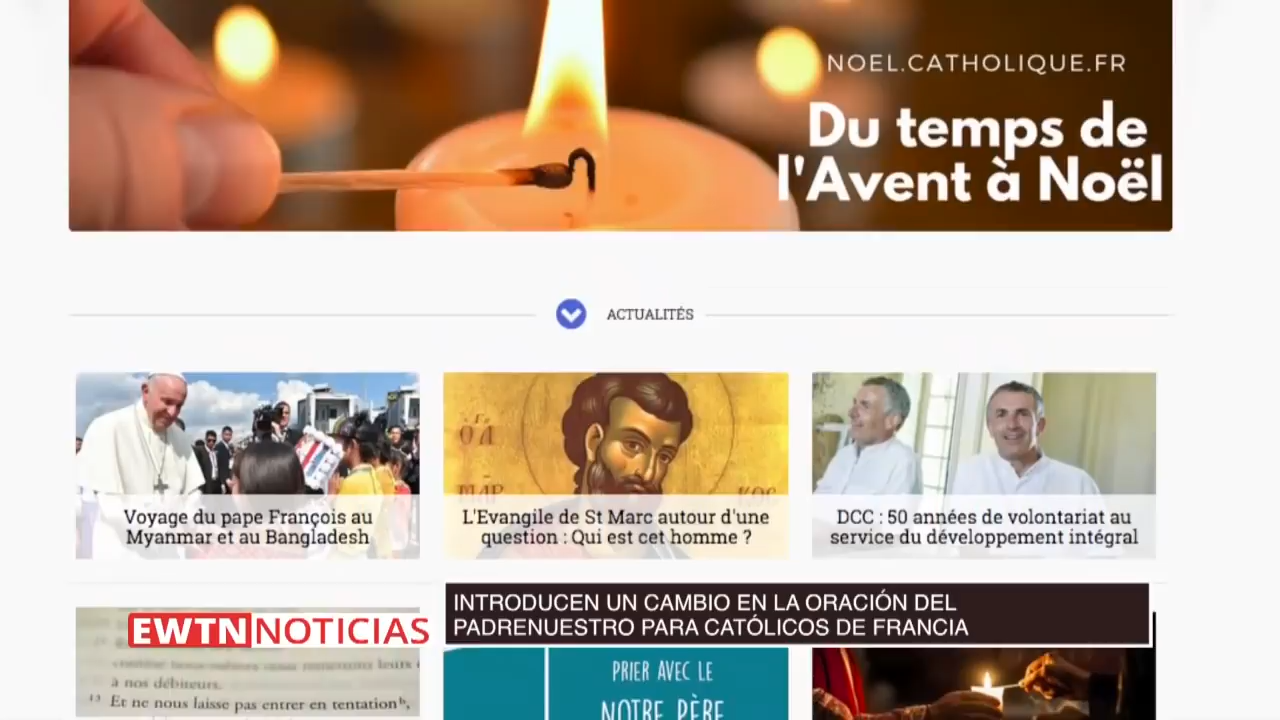 NOEL.CATHOLIQUE.FR
Du temps de
l'Avent à Noël
ACTUALITÉS
Voyage du pape François au
Myanmar et au Bangladesh
L'Evangile de St Marc autour d'une
question : Qui est cet homme ?
DCC : 50 années de volontariat au
service du développement intégral
EWTN NOTICIAS
INTRODUCEN UN CAMBIO EN LA ORACIÓN DEL
PADRENUESTRO PARA CATÓLICOS DE FRANCIA
à nos débiteurs.
13 Et ne nous laisse pas entrer en tentation
PRIER AVEC LE
NOTRE PÈRE